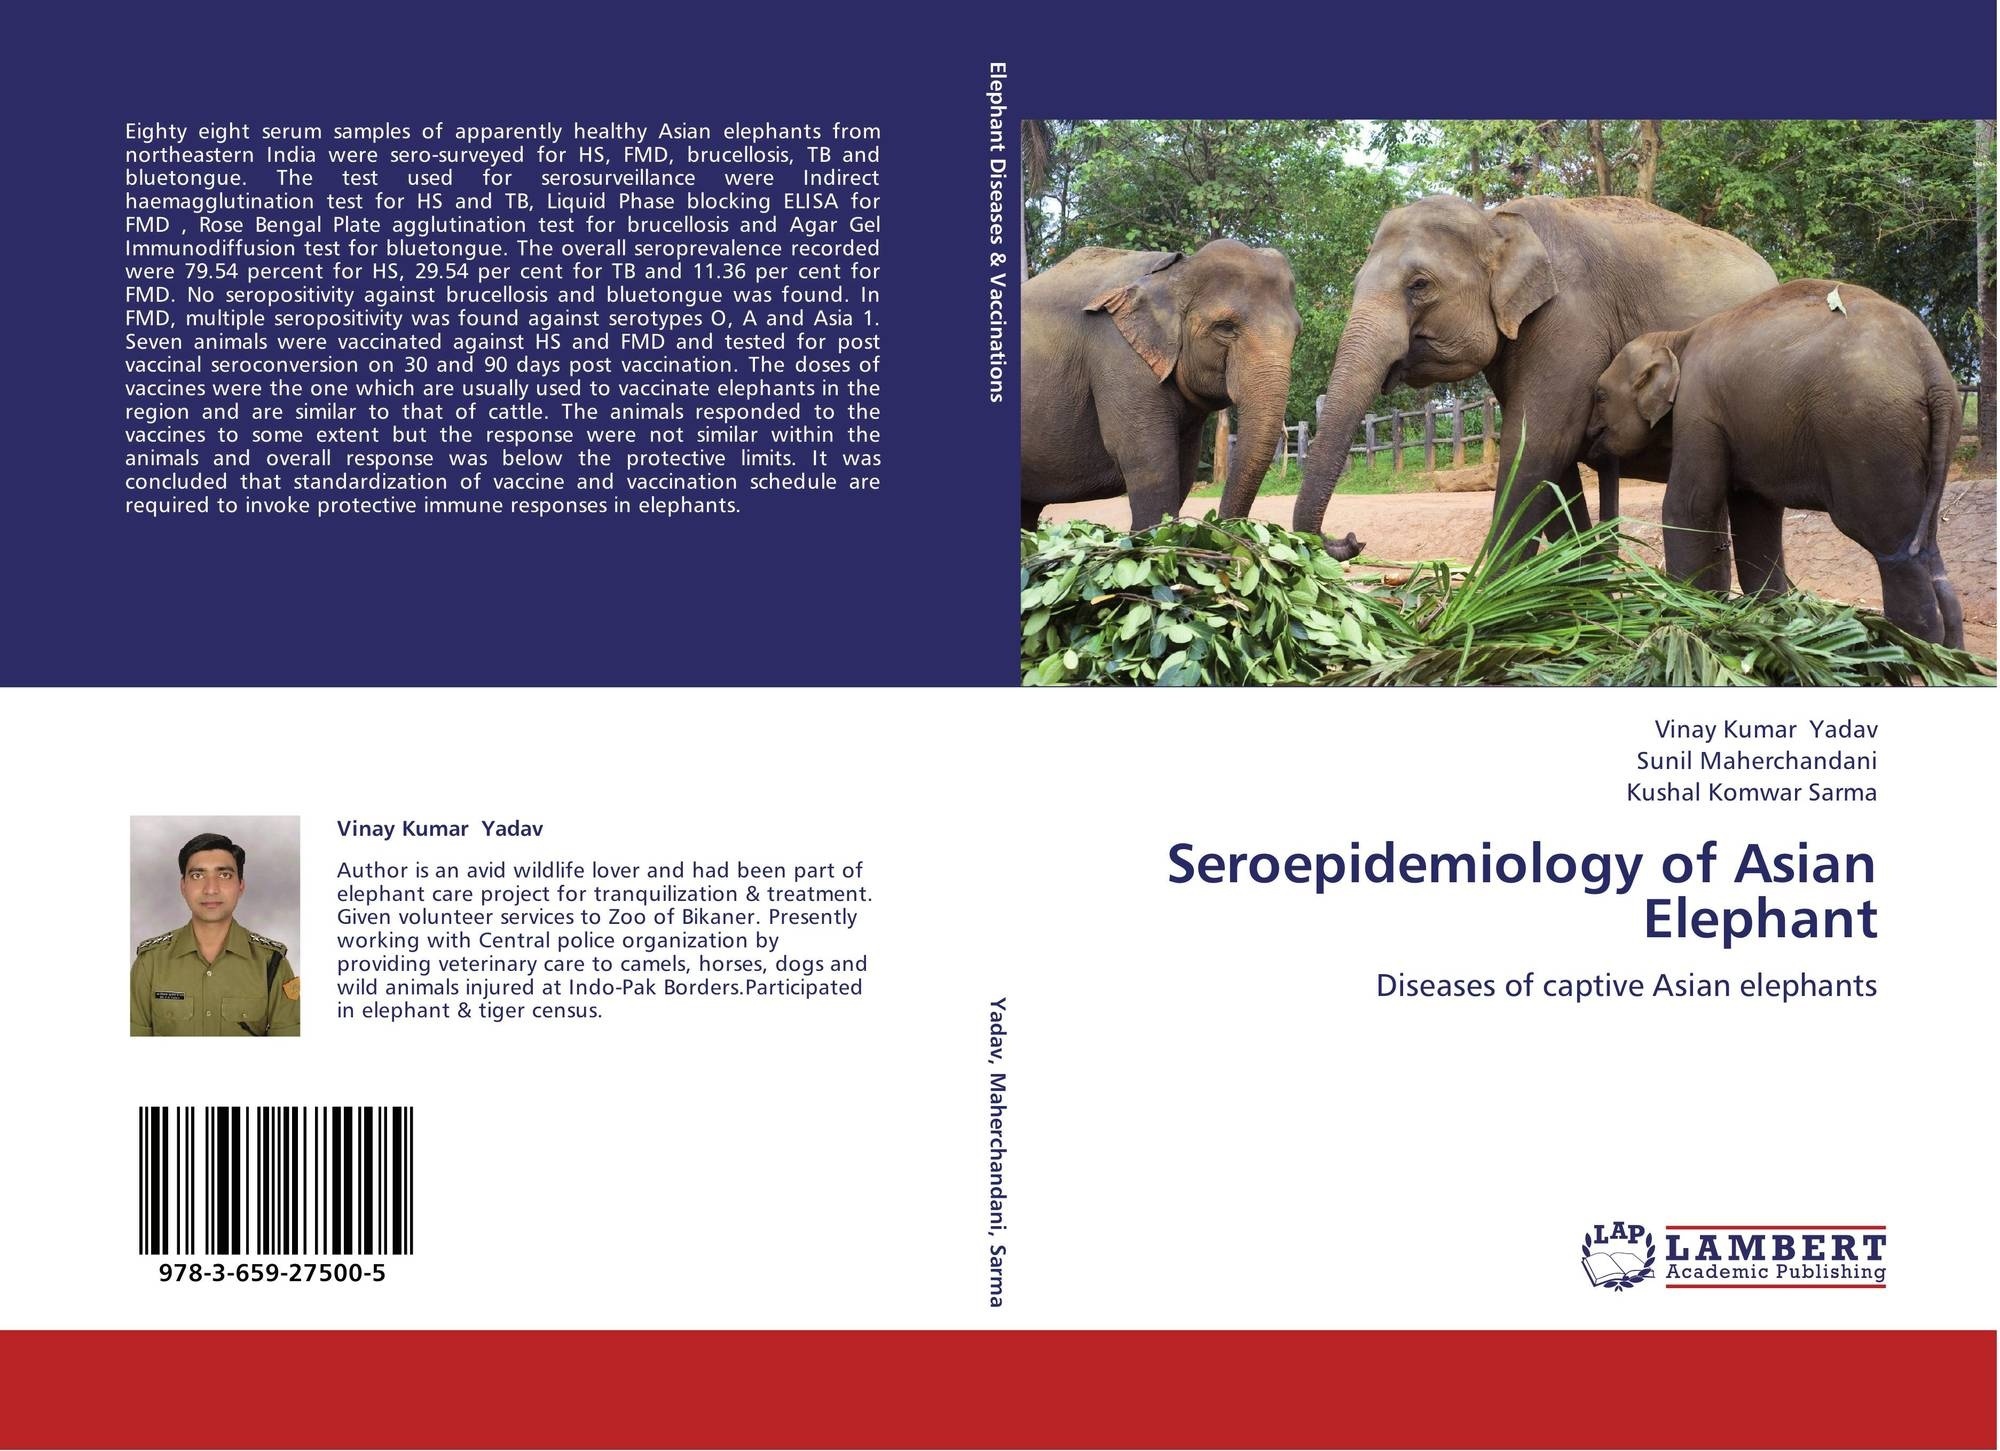 Eighty eight serum samples of apparently healthy Asian elephants from
northeastern India were sero-surveyed for HS, FMD, brucellosis, TB and
bluetongue. The test used for serosurveillance were Indirect
haemagglutination test for HS and TB, Liquid Phase blocking ELISA for
FMD , Rose Bengal Plate agglutination test for brucellosis and Agar Gel
Immunodiffusion test for bluetongue. The overall seroprevalence recorded
were 79.54 percent for HS, 29.54 per cent for TB and 11.36 per cent for
FMD. No seropositivity against brucellosis and bluetongue was found. In
FMD, multiple seropositivity was found against serotypes O, A and Asia 1.
Seven animals were vaccinated against HS and FMD and tested for post
vaccinal seroconversion on 30 and 90 days post vaccination. The doses of
vaccines were the one which are usually used to vaccinate elephants in the
region and are similar to that of cattle. The animals responded to the
vaccines to some extent but the response were not similar within the
animals and overall response was below the protective limits. It was
concluded that standardization of vaccine and vaccination schedule are
required to invoke protective immune responses in elephants.
Vinay Kumar  Yadav
Author is an avid wildlife lover and had been part of
elephant care project for tranquilization & treatment.
Given volunteer services to Zoo of Bikaner. Presently
working with Central police organization by
providing veterinary care to camels, horses, dogs and
wild animals injured at Indo-Pak Borders.Participated
in elephant & tiger census.
978-3-659-27500-5
Elephant Diseases & Vaccinations
Yadav, Maherchandani, Sarma
Vinay Kumar  Yadav
Sunil Maherchandani
Kushal Komwar Sarma
Seroepidemiology of Asian
Elephant
Diseases of captive Asian elephants
LAP
LAMBERT
Academic Publishing